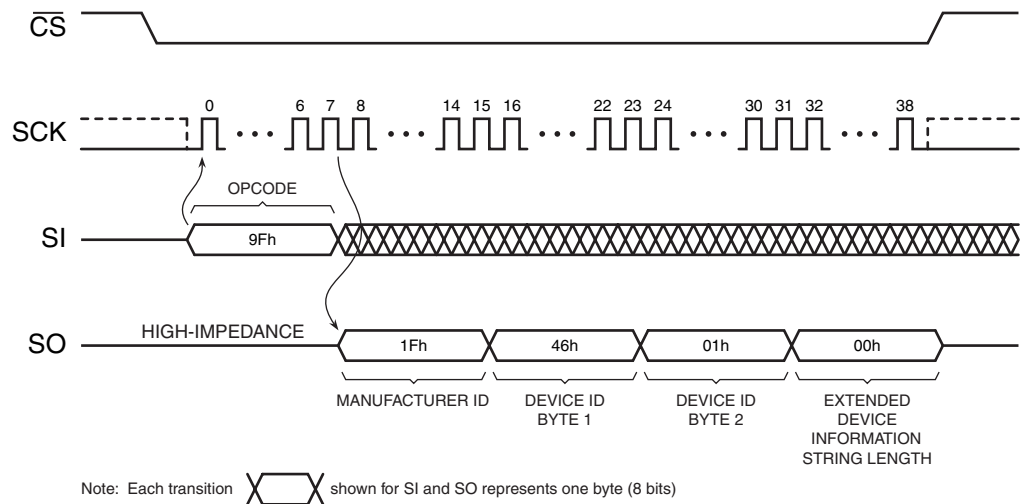 CS
0 6 7 8 14 15 16 22 23 24 30 31 32 38
SCK
OPCODE
SI 9Fh
HIGH-IMPEDANCE
SO 1Fh 46h 01h 00h
MANUFACTURER ID DEVICE ID DEVICE ID EXTENDED
BYTE 1 BYTE 2 DEVICE
INFORMATION
STRING LENGTH
Note: Each transition shown for SI and SO represents one byte (8 bits)